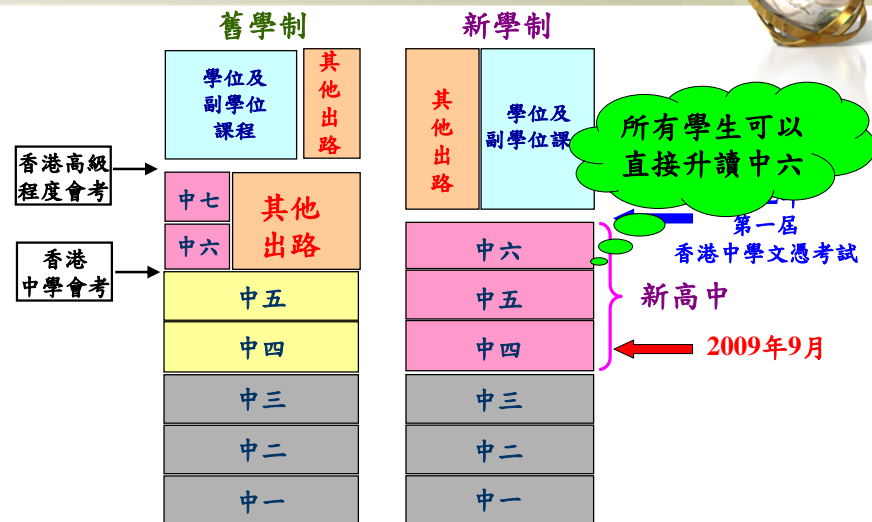 舊學制
新學制
學位及
副學位
課程
其
他
出
路
其
他
出
路
學位及
副學位課
所有學生可以
直接升讀中六
香港高級
程度會考
中七
中六
其他
出路
第一屆
香港中學文憑考試
香港
中學會考
中六
中五
中五
新高中
中四
中四
2009年9月
中三
中三
中二
中二
中一
中一